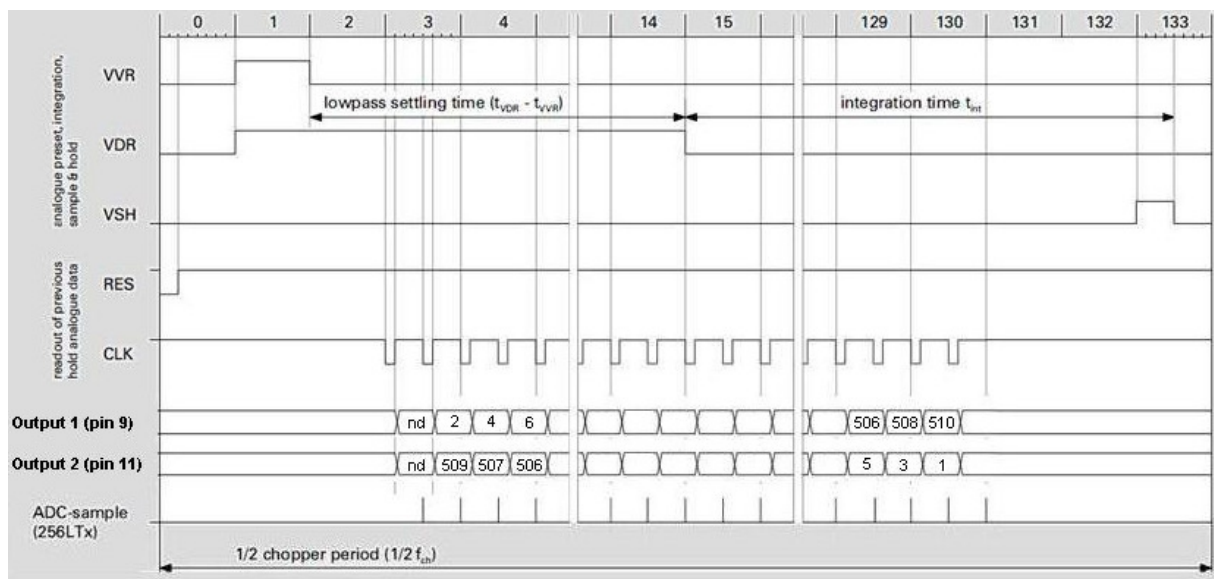 0 1 2 3 4 14 15 129 130 131 132 133
analogue preset, integration,
sample & hold
VVR
lowpass settling time (tVDR - tVVR)
integration time tint
VDR
VSH
readout of previous
hold analogue data
RES
CLK
Output 1 (pin 9) nd 2 4 6 506 508 510
Output 2 (pin 11) nd 509 507 506 5 3 1
ADC-sample
(256LTx)
1/2 chopper period (1/2 fch)